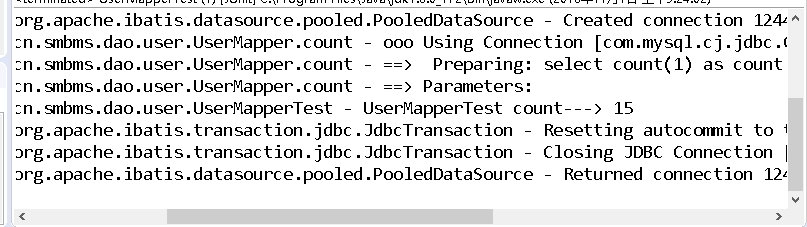 org.apache.ibatis.datasource.pooled.PooledDataSource - Created connection 1244
cn.smbms.dao.user.UserMapper.count - ooo Using Connection [com.mysql.cj.jdbc.C
cn.smbms.dao.user.UserMapper.count - ==>  Preparing: select count(1) as count
cn.smbms.dao.user.UserMapper.count - ==> Parameters:
cn.smbms.dao.user.UserMapperTest - UserMapperTest count---> 15
org.apache.ibatis.transaction.jdbc.JdbcTransaction - Resetting autocommit to t
org.apache.ibatis.transaction.jdbc.JdbcTransaction - Closing JDBC Connection [
org.apache.ibatis.datasource.pooled.PooledDataSource - Returned connection 124